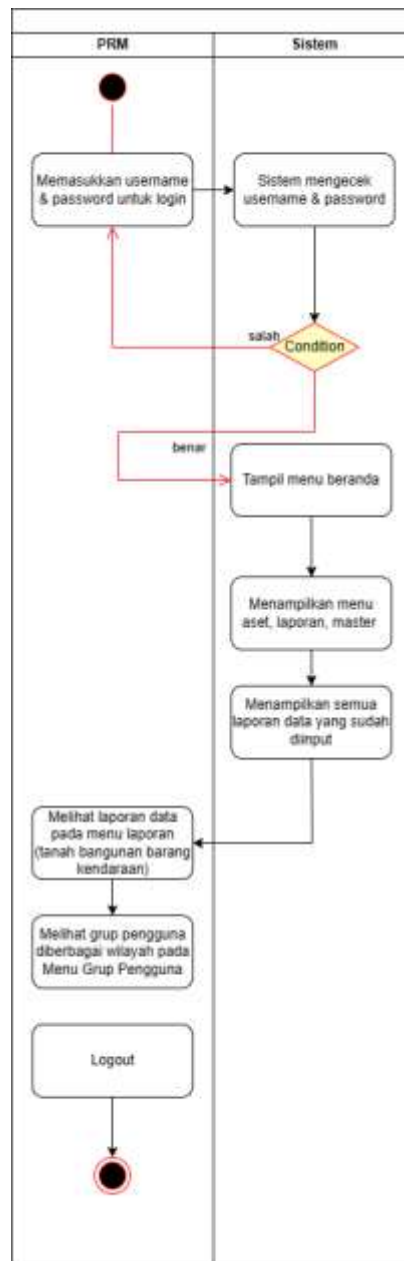 PRM
Sistem
Memasukkan username
& password untuk login
Sistem mengecek
username & password
salah
Condition
benar
Tampil menu beranda
Menampilkan menu
aset, laporan, master
Menampilkan semua
laporan data yang sudah
diinput
Melihat laporan data
pada menu laporan
(tanah bangunan barang
kendaraan)
Melihat grup pengguna
diberbagai wilayah pada
Menu Grup Pengguna
Logout